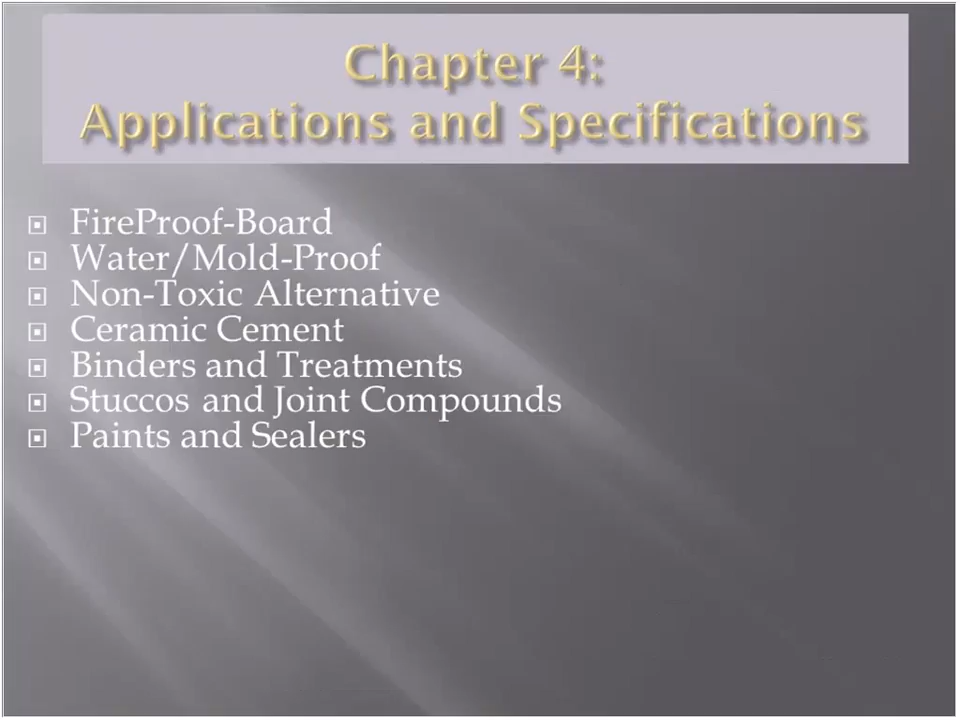 Chapter 4:
Applications and Specifications
FireProof-Board
Water/Mold-Proof
Non-Toxic Alternative
Ceramic Cement
Binders and Treatments
Stuccos and Joint Compounds
Paints and Sealers